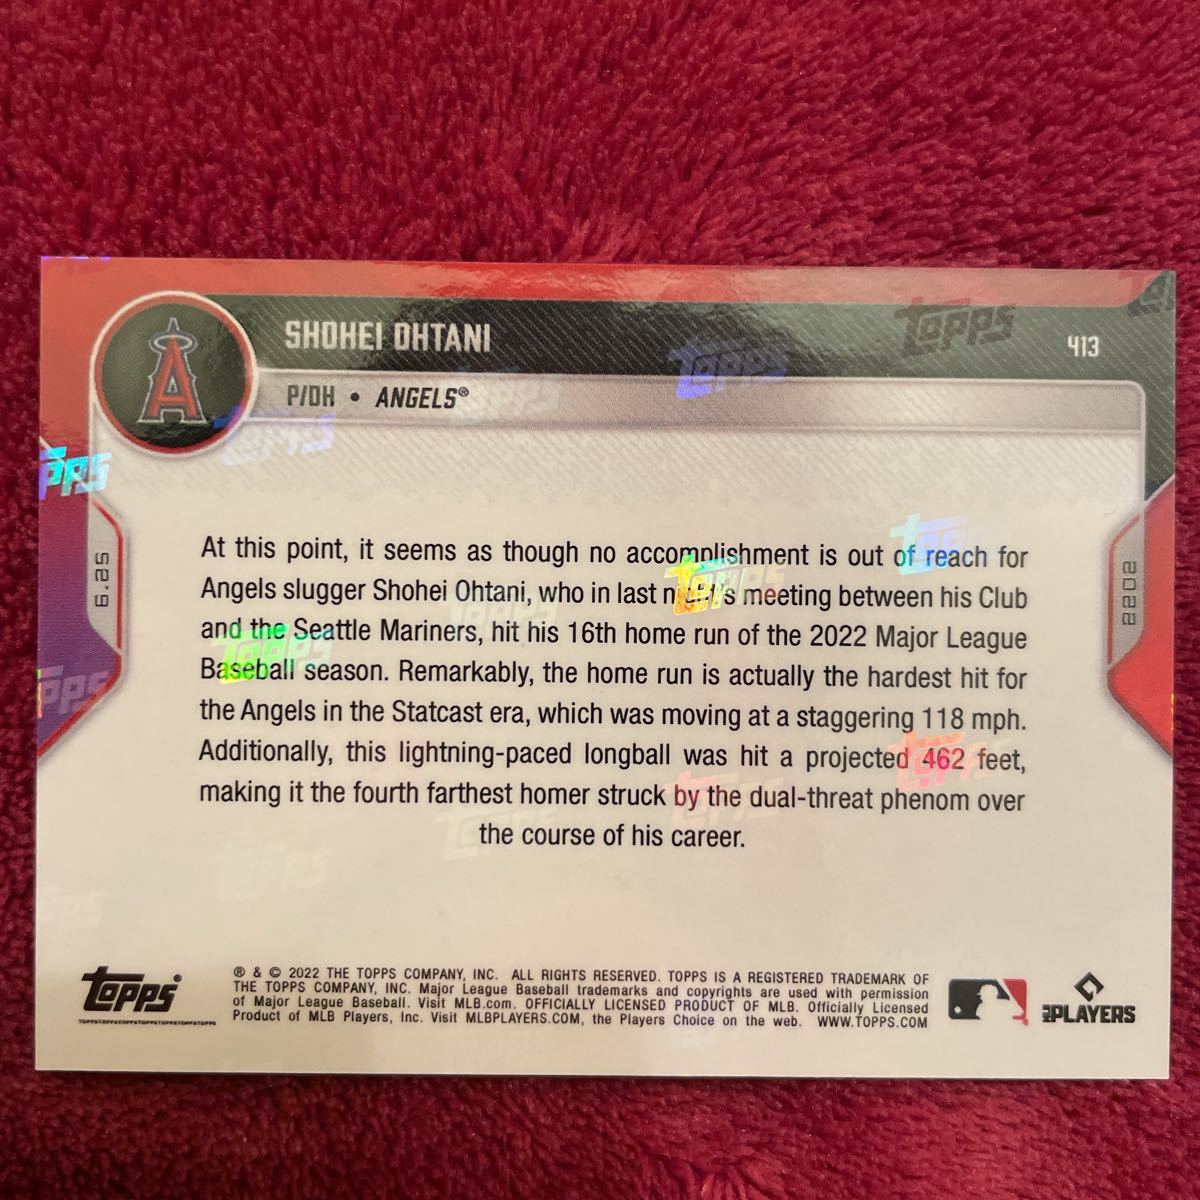 SHOHEI OHTANI
413
P/DH • ANGELS®
6.25
2022
At this point, it seems as though no accomplishment is out of reach for
Angels slugger Shohei Ohtani, who in last night's meeting between his Club
and the Seattle Mariners, hit his 16th home run of the 2022 Major League
Baseball season. Remarkably, the home run is actually the hardest hit for
the Angels in the Statcast era, which was moving at a staggering 118 mph.
Additionally, this lightning-paced longball was hit a projected 462 feet,
making it the fourth farthest homer struck by the dual-threat phenom over
the course of his career.
Topps®
® & © 2022 THE TOPPS COMPANY, INC. ALL RIGHTS RESERVED. TOPPS IS A REGISTERED TRADEMARK OF
THE TOPPS COMPANY, INC. Major League Baseball trademarks and copyrights are used with permission
of Major League Baseball. Visit MLB.com. OFFICIALLY LICENSED PRODUCT OF MLB. Officially Licensed
Product of MLB Players, Inc. Visit MLBPLAYERS.COM, the Players Choice on the web. WWW.TOPPS.COM
PLAYERS